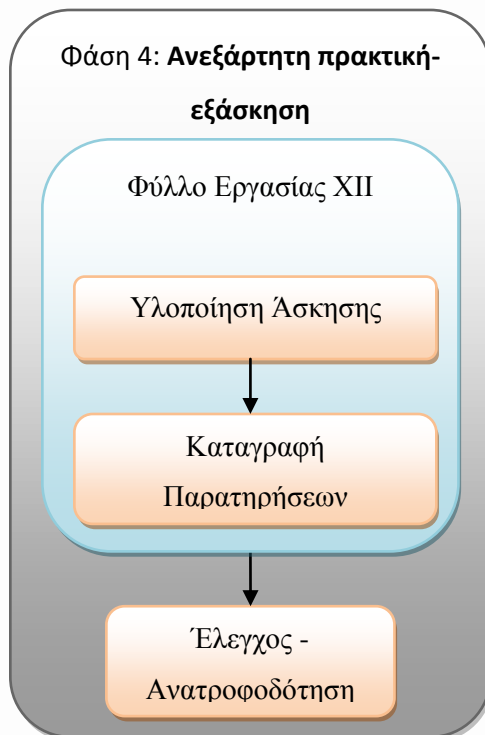 Φάση 4: Ανεξάρτητη πρακτική-
εξάσκηση
Φύλλο Εργασίας XII
Υλοποίηση Άσκησης
Καταγραφή
Παρατηρήσεων
Έλεγχος -
Ανατροφοδότηση